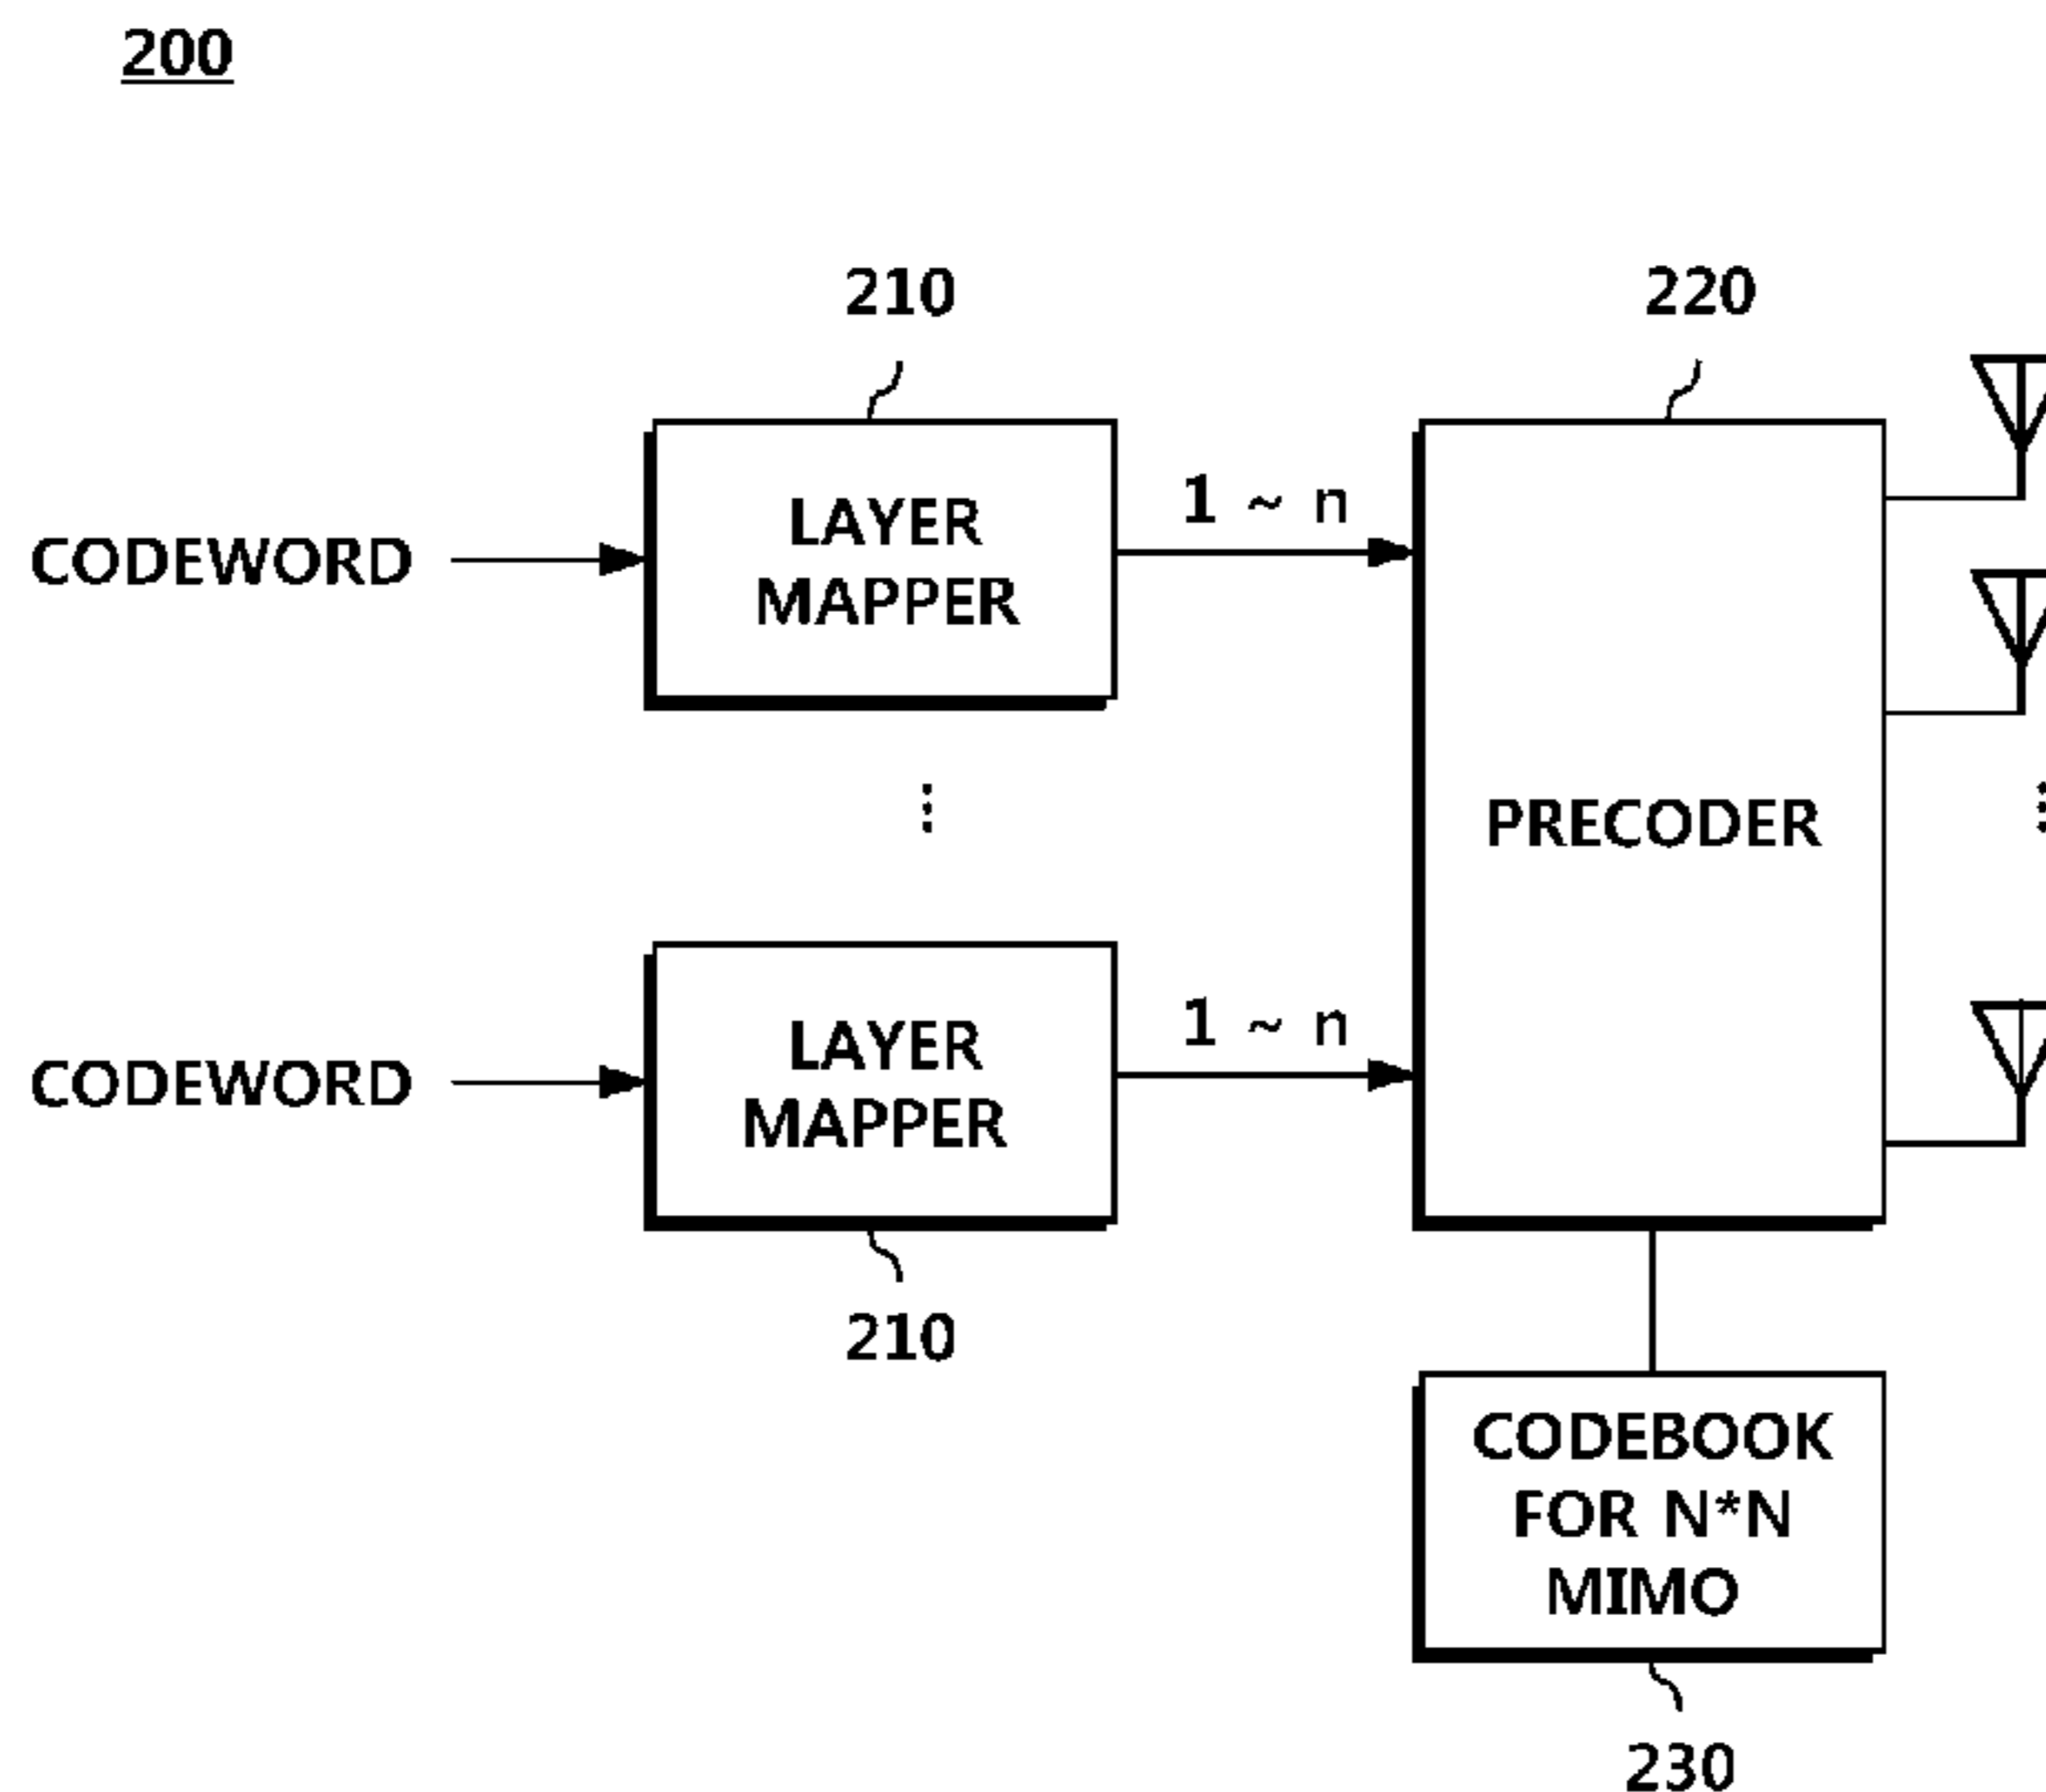 200
210
220
CODEWORD
LAYER
MAPPER
1 ~ n
PRECODER
CODEWORD
LAYER
MAPPER
1 ~ n
210
CODEBOOK
FOR N*N
MIMO
230